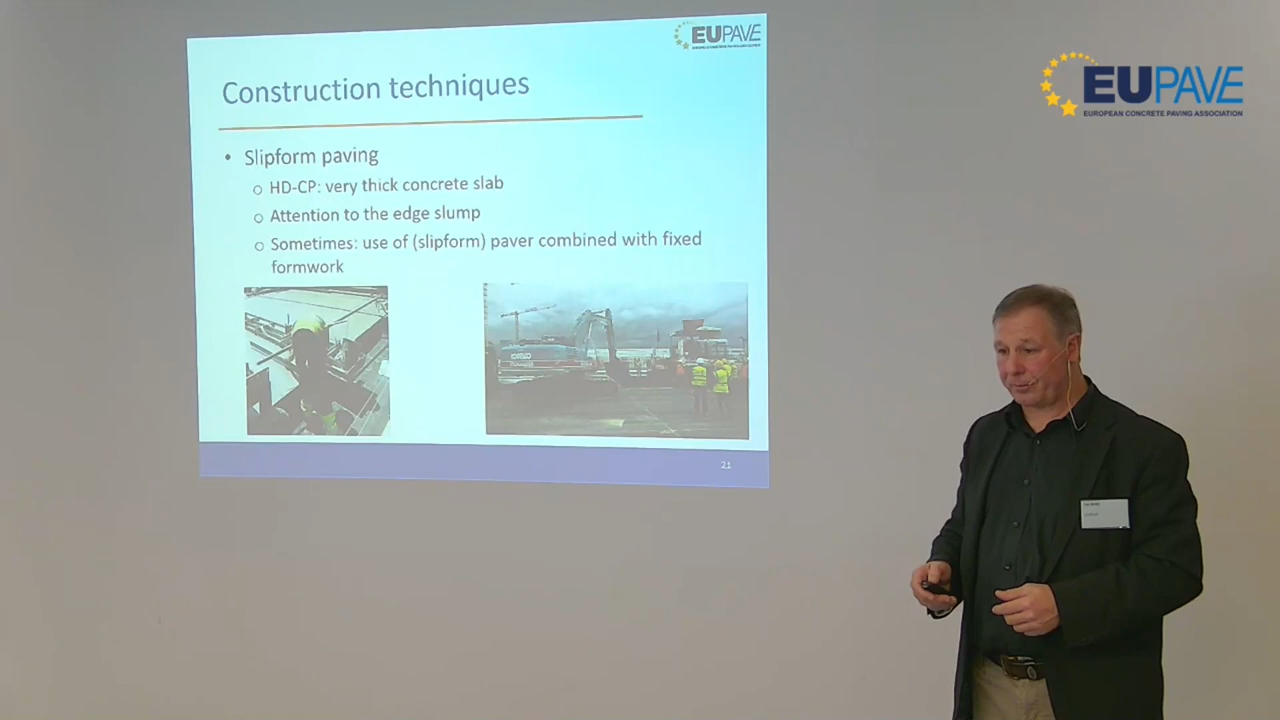 EUPAVE
Construction techniques
• Slipform paving
o HD-CP: very thick concrete slab
o Attention to the edge slump
o Sometimes: use of (slipform) paver combined with fixed
formwork
21
EUPAVE
EUROPEAN CONCRETE PAVING ASSOCIATION